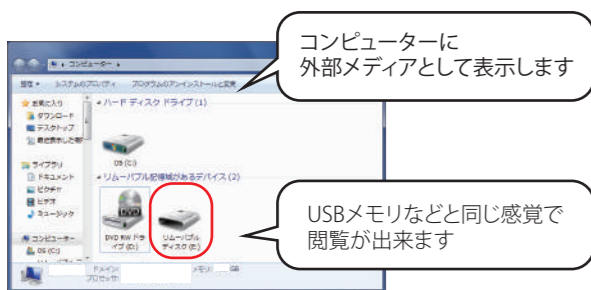 コンピューターに
外部メディアとして表示します
コンピューター
整理 システムのプロパティ プログラムのアンインストールと変更
お気に入り
ハード ディスク ドライブ (1)
ダウンロード
デスクトップ
最近表示した場
OS (C:)
ライブラリ
リムーバブル記憶域があるデバイス (2)
ドキュメント
ピクチャ
ビデオ
ミュージック
DVD
DVD RW ドラ
イブ (D:)
リムーバブル
ディスク (E:)
USBメモリなどと同じ感覚で
閲覧が出来ます
コンピューター
OS (C:)
ドメイン:
メモリ: GB
プロセッサ: